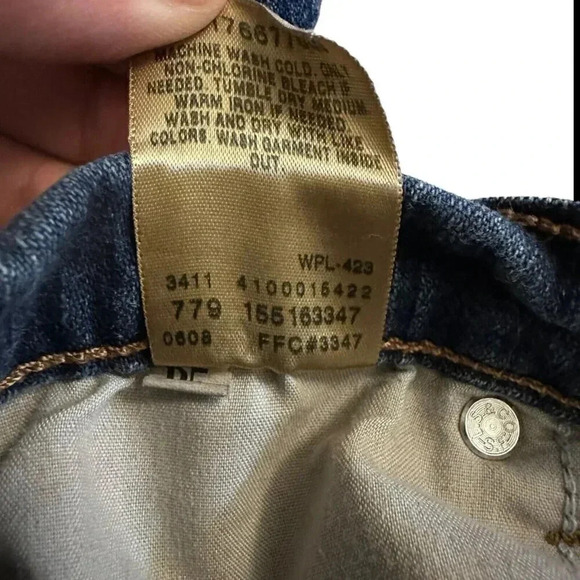 MACHINE WASH COLD. ONLY
NON-CHLORINE BLEACH IF
NEEDED. TUMBLE DRY MEDIUM.
WARM IRON IF NEEDED.
WASH AND DRY WITH LIKE
COLORS. WASH GARMENT INSIDE
OUT.
WPL-423
3411 4100015422
779 155163347
0608 FFC#3347